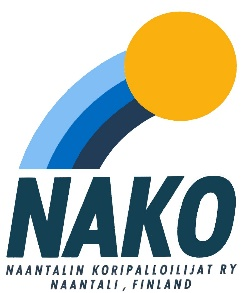 NAKO
NAANTALIN KORIPALLOILIJAT RY
NAANTALI, FINLAND